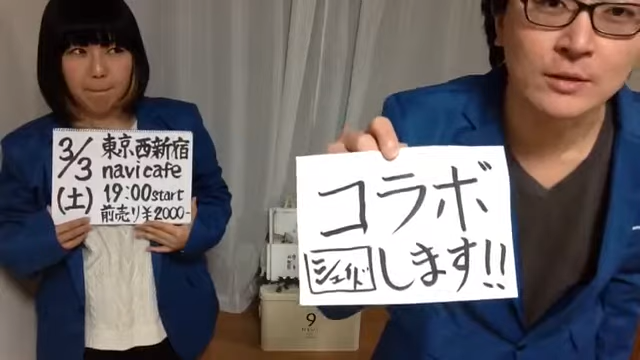 3/3
(土)
東京西新宿
navicafe
19:00start
前売り¥2000-
コラボ
シェイド
します!!
9